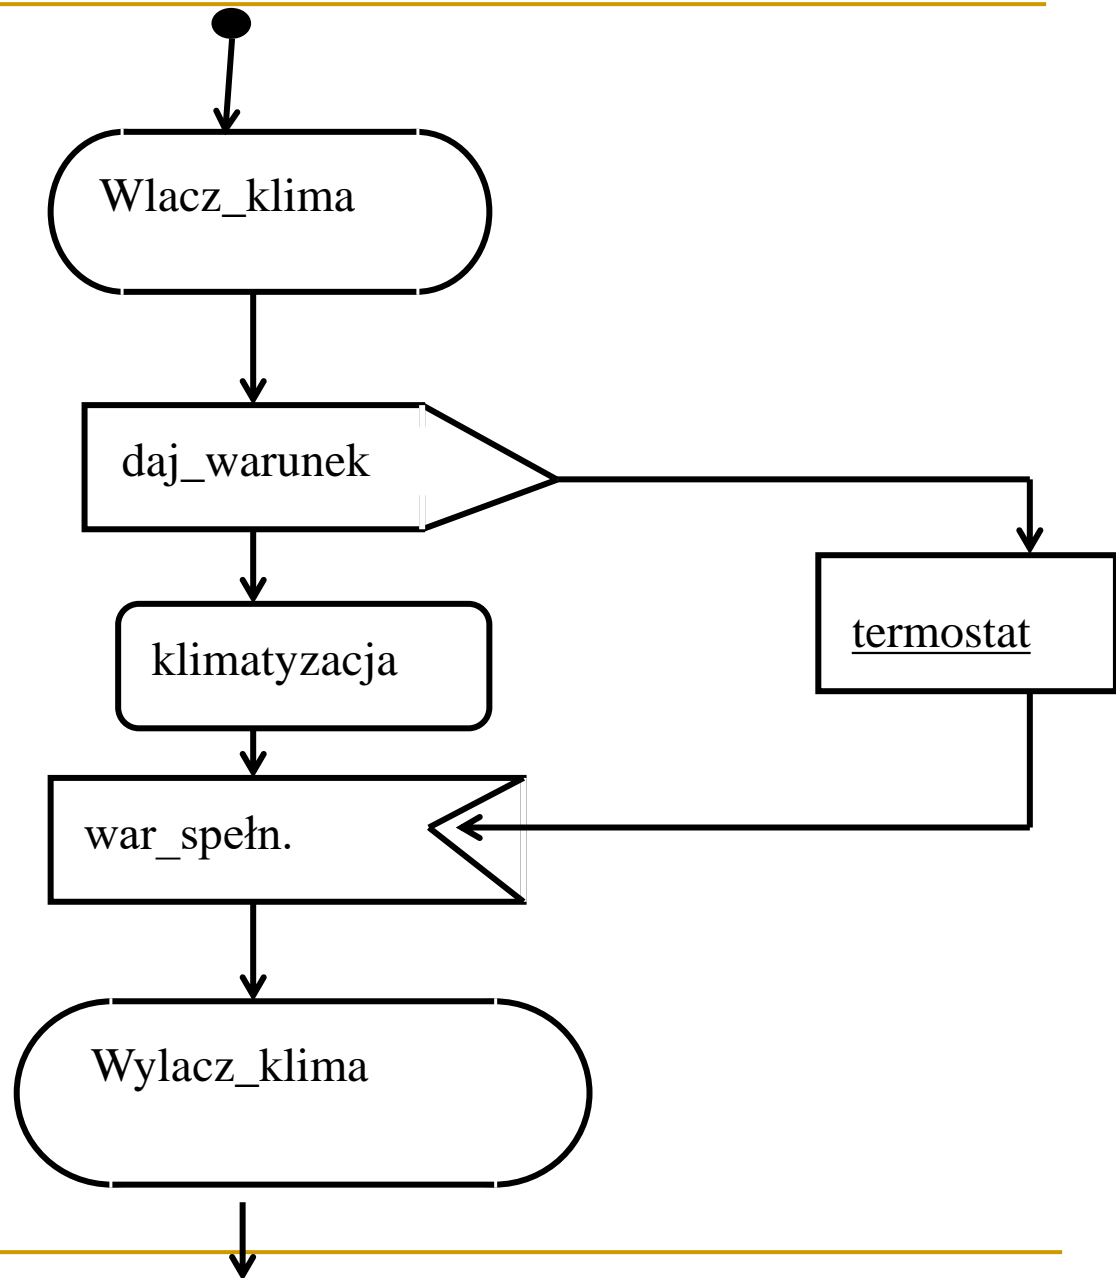 Wlacz_klima
daj_warunek
termostat
klimatyzacja
war_spełn.
Wylacz_klima